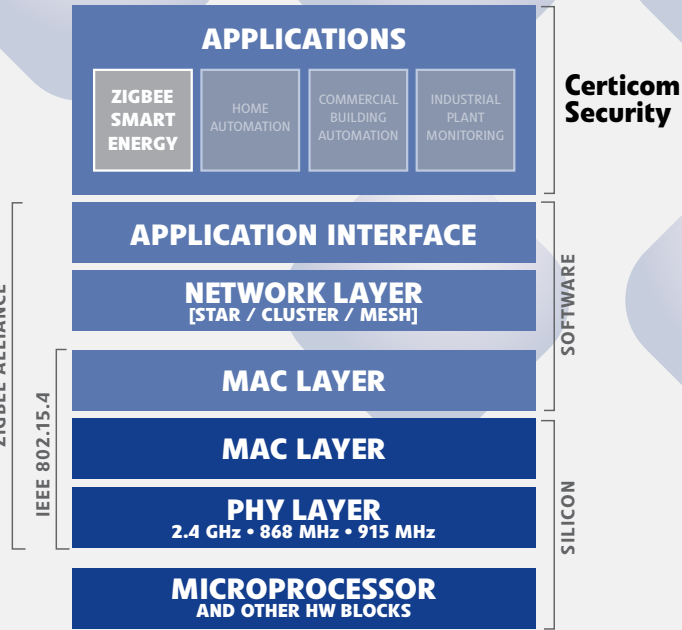 APPLICATIONS
ZIGBEE
SMART
ENERGY
HOME
AUTOMATION
COMMERCIAL
BUILDING
AUTOMATION
INDUSTRIAL
PLANT
MONITORING
Certicom
Security
APPLICATION INTERFACE
NETWORK LAYER
[STAR / CLUSTER / MESH]
MAC LAYER
SOFTWARE
ZIGBEE ALLIANCE
IEEE 802.15.4
MAC LAYER
PHY LAYER
2.4 GHz • 868 MHz • 915 MHz
SILICON
MICROPROCESSOR
AND OTHER HW BLOCKS